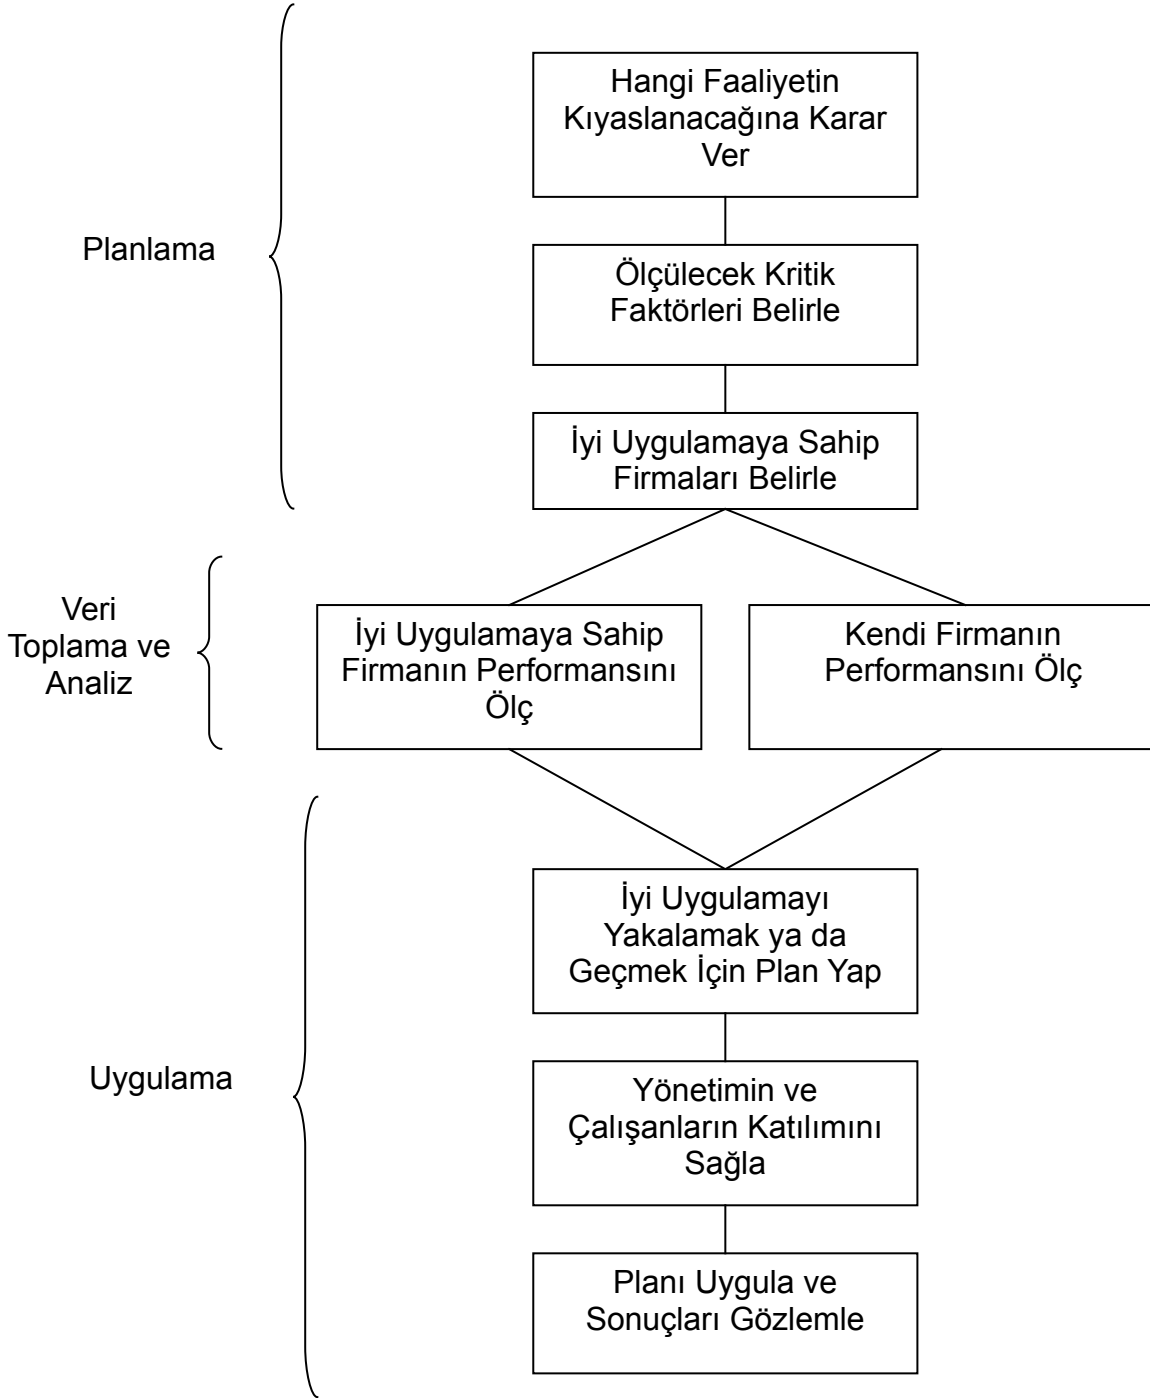 Hangi Faaliyetin
Kıyaslanacağına Karar
Ver
Planlama
Ölçülecek Kritik
Faktörleri Belirle
İyi Uygulamaya Sahip
Firmaları Belirle
Veri
Toplama ve
Analiz
İyi Uygulamaya Sahip
Firmanın Performansını
Ölç
Kendi Firmanın
Performansını Ölç
İyi Uygulamayı
Yakalamak ya da
Geçmek İçin Plan Yap
Uygulama
Yönetimin ve
Çalışanların Katılımını
Sağla
Planı Uygula ve
Sonuçları Gözlemle